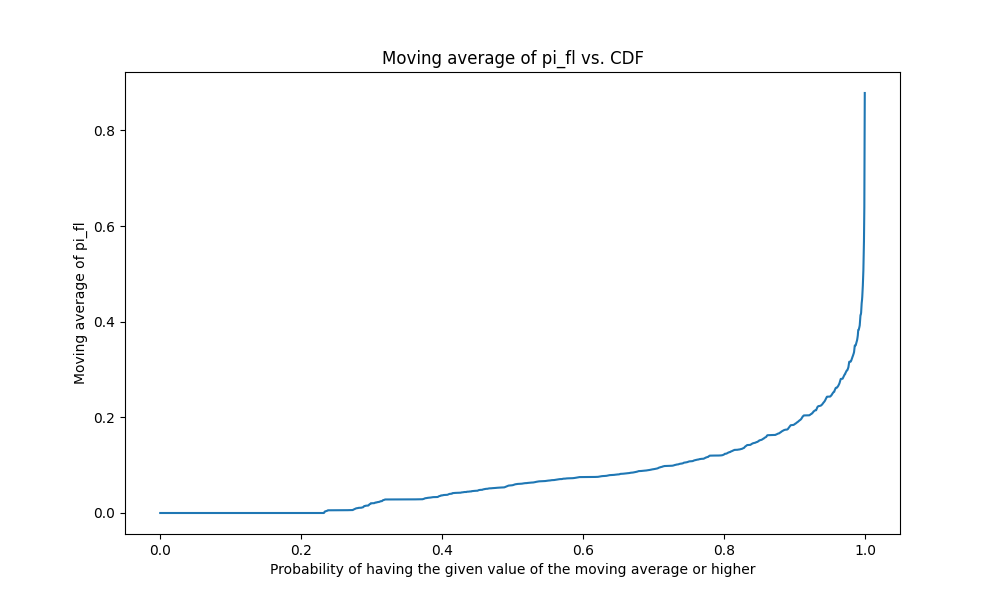 Moving average of pi_fl vs. CDF
Moving average of pi_fl
0.8
0.6
0.4
0.2
0.0
0.0 0.2 0.4 0.6 0.8 1.0
Probability of having the given value of the moving average or higher